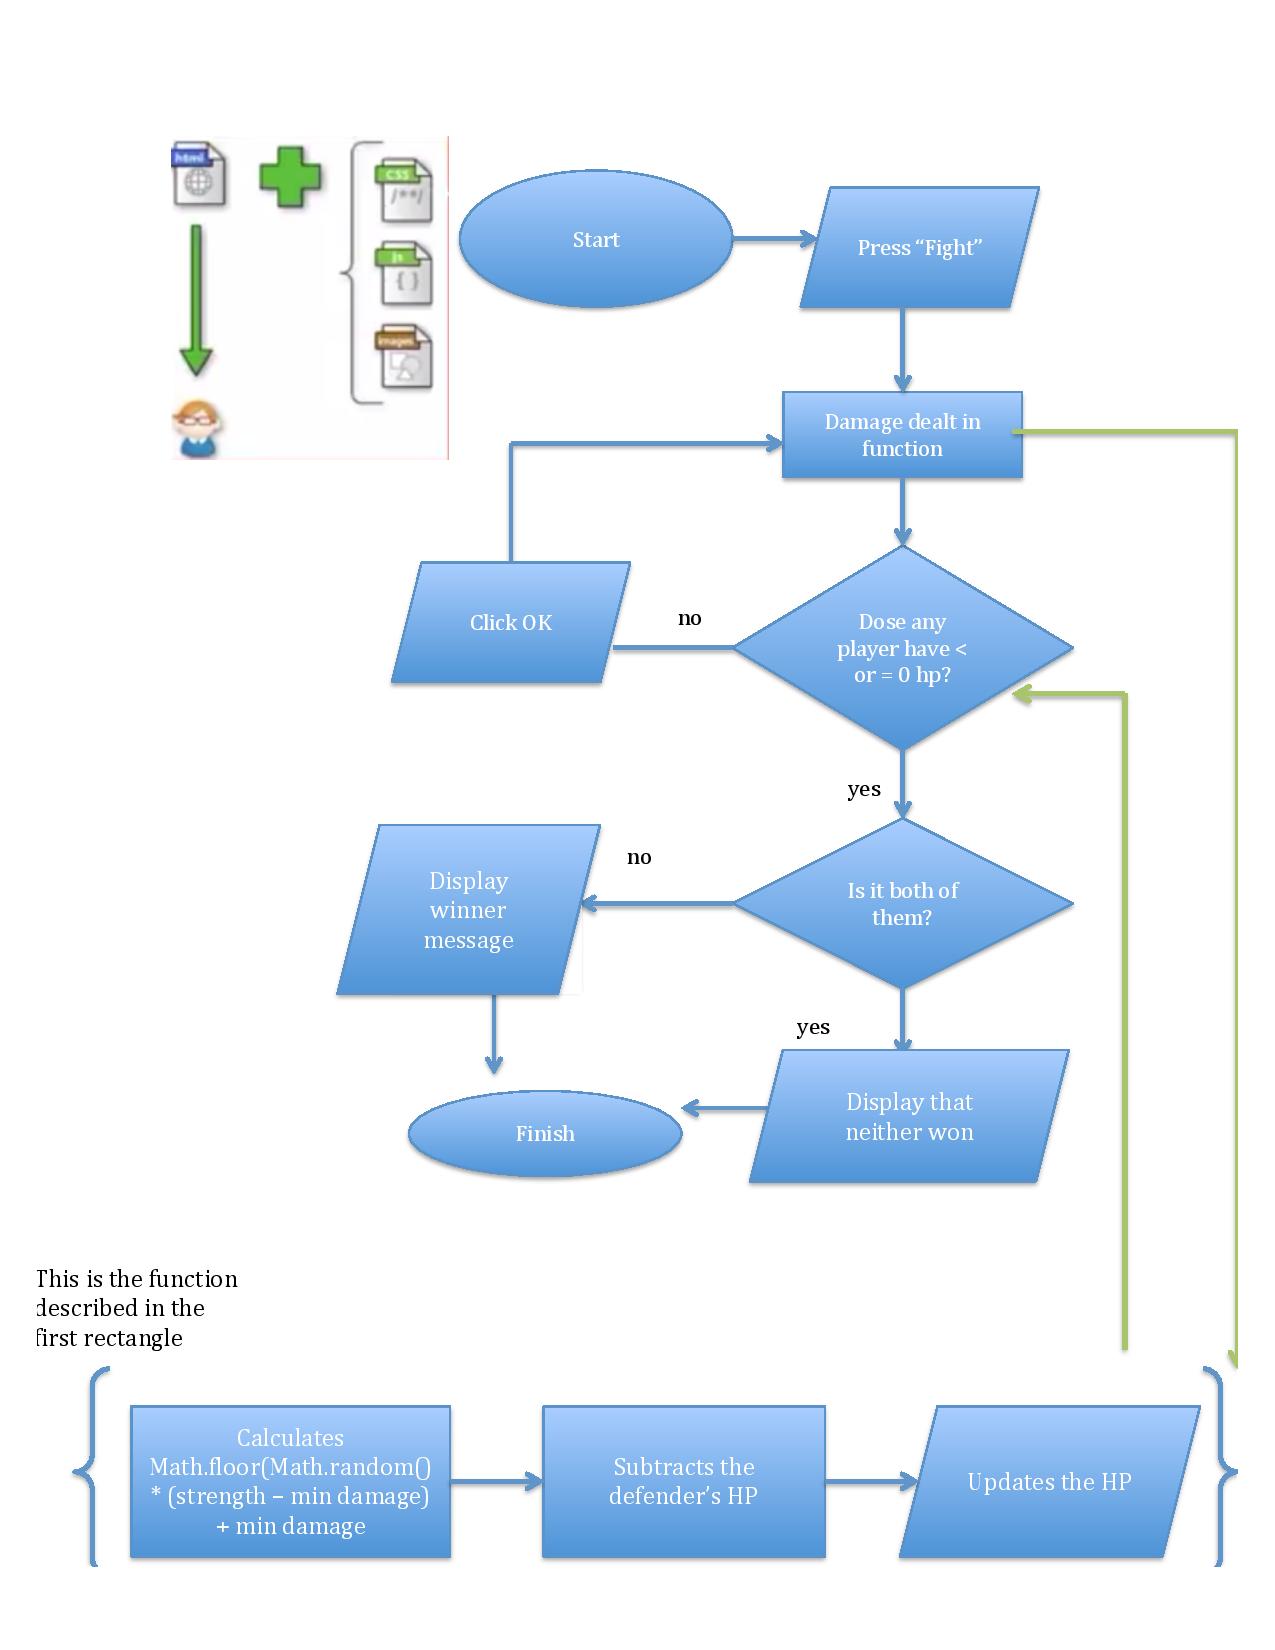 html
CSS
/**/
js
{ }
images
Start
Press “Fight”
Damage dealt in
function
Click OK
no
Dose any
player have <
or = 0 hp?
yes
Display
winner
message
no
Is it both of
them?
yes
Finish
Display that
neither won
This is the function
described in the
first rectangle
Calculates
Math.floor(Math.random()
* (strength – min damage)
+ min damage
Subtracts the
defender’s HP
Updates the HP